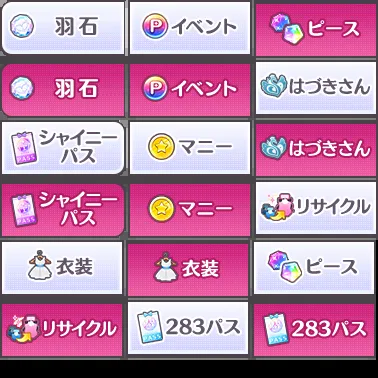 羽石
イベント
ピース
羽石
イベント
はづきさん
シャイニー
パス
マニー
はづきさん
シャイニー
パス
マニー
リサイクル
衣装
衣装
ピース
リサイクル
283パス
283パス